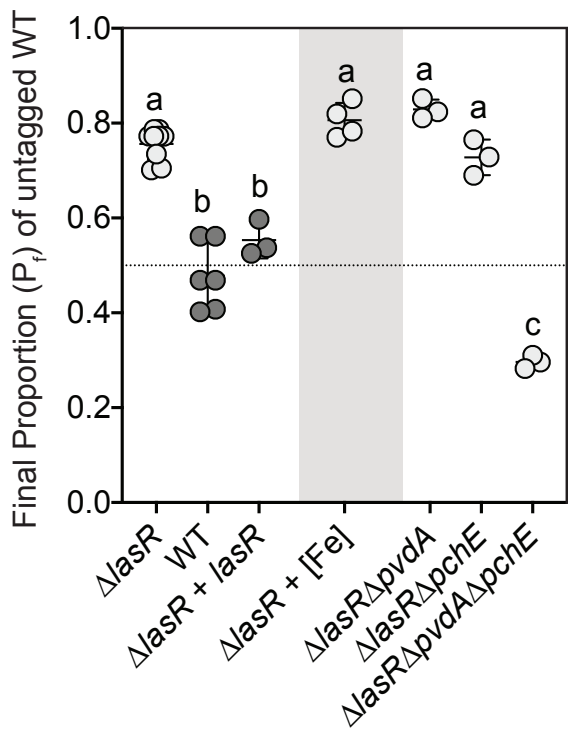 Final Proportion (Pf) of untagged WT
1.0
0.8
0.6
0.4
0.2
0.0
a
b
b
a
a
a
c
ΔlasR
WT
ΔlasR + lasR
ΔlasR + [Fe]
ΔlasRΔpvdA
ΔlasRΔpchE
ΔlasRΔpvdAΔpchE